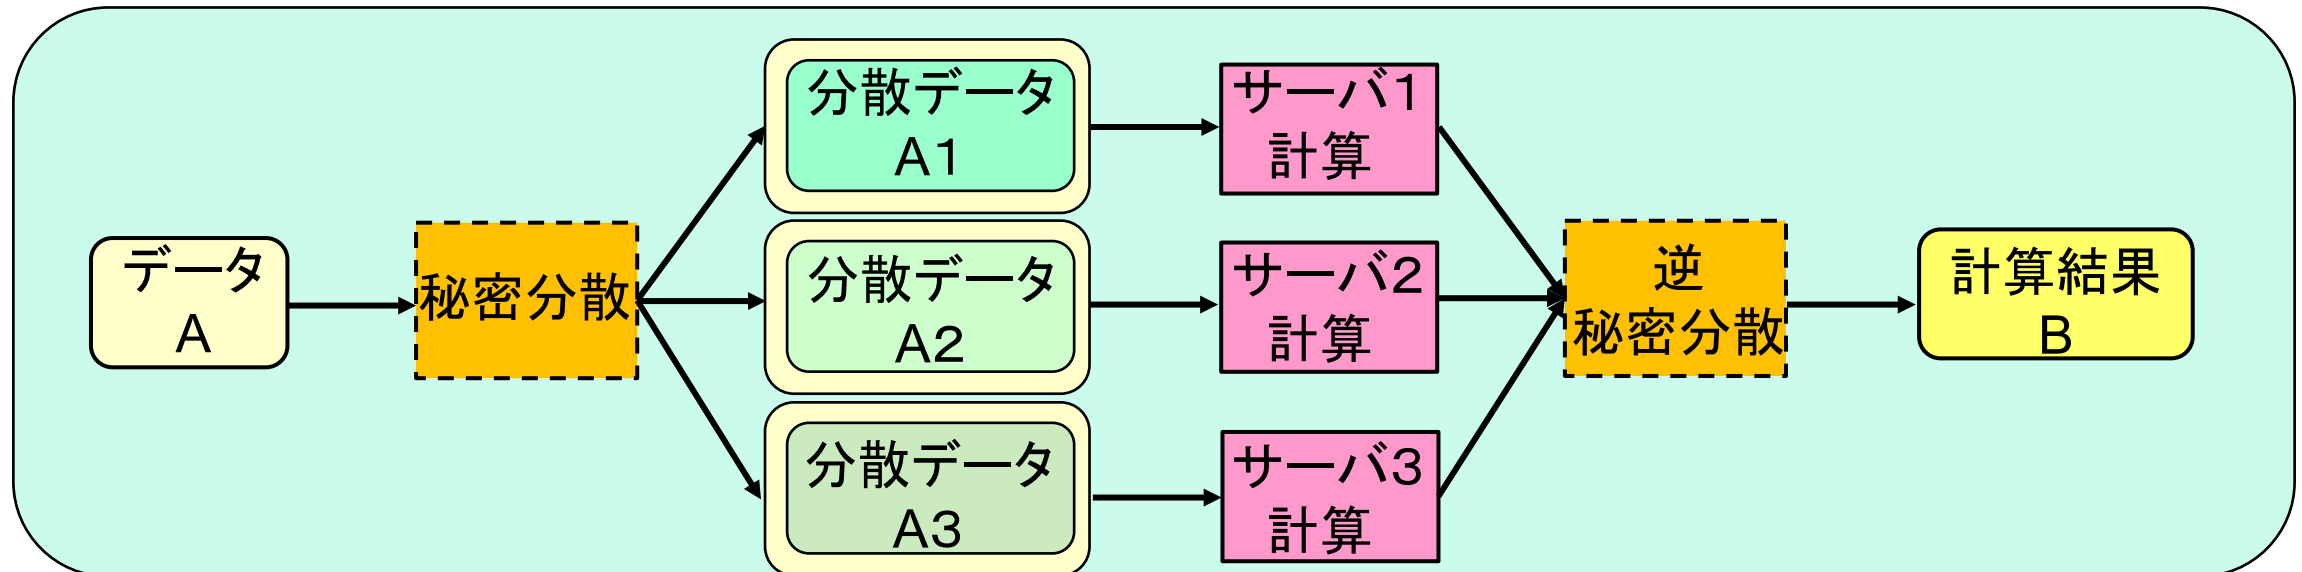 データ
A
秘密分散
分散データ
A1
分散データ
A2
分散データ
A3
サーバ1
計算
サーバ2
計算
サーバ3
計算
逆
秘密分散
計算結果
B